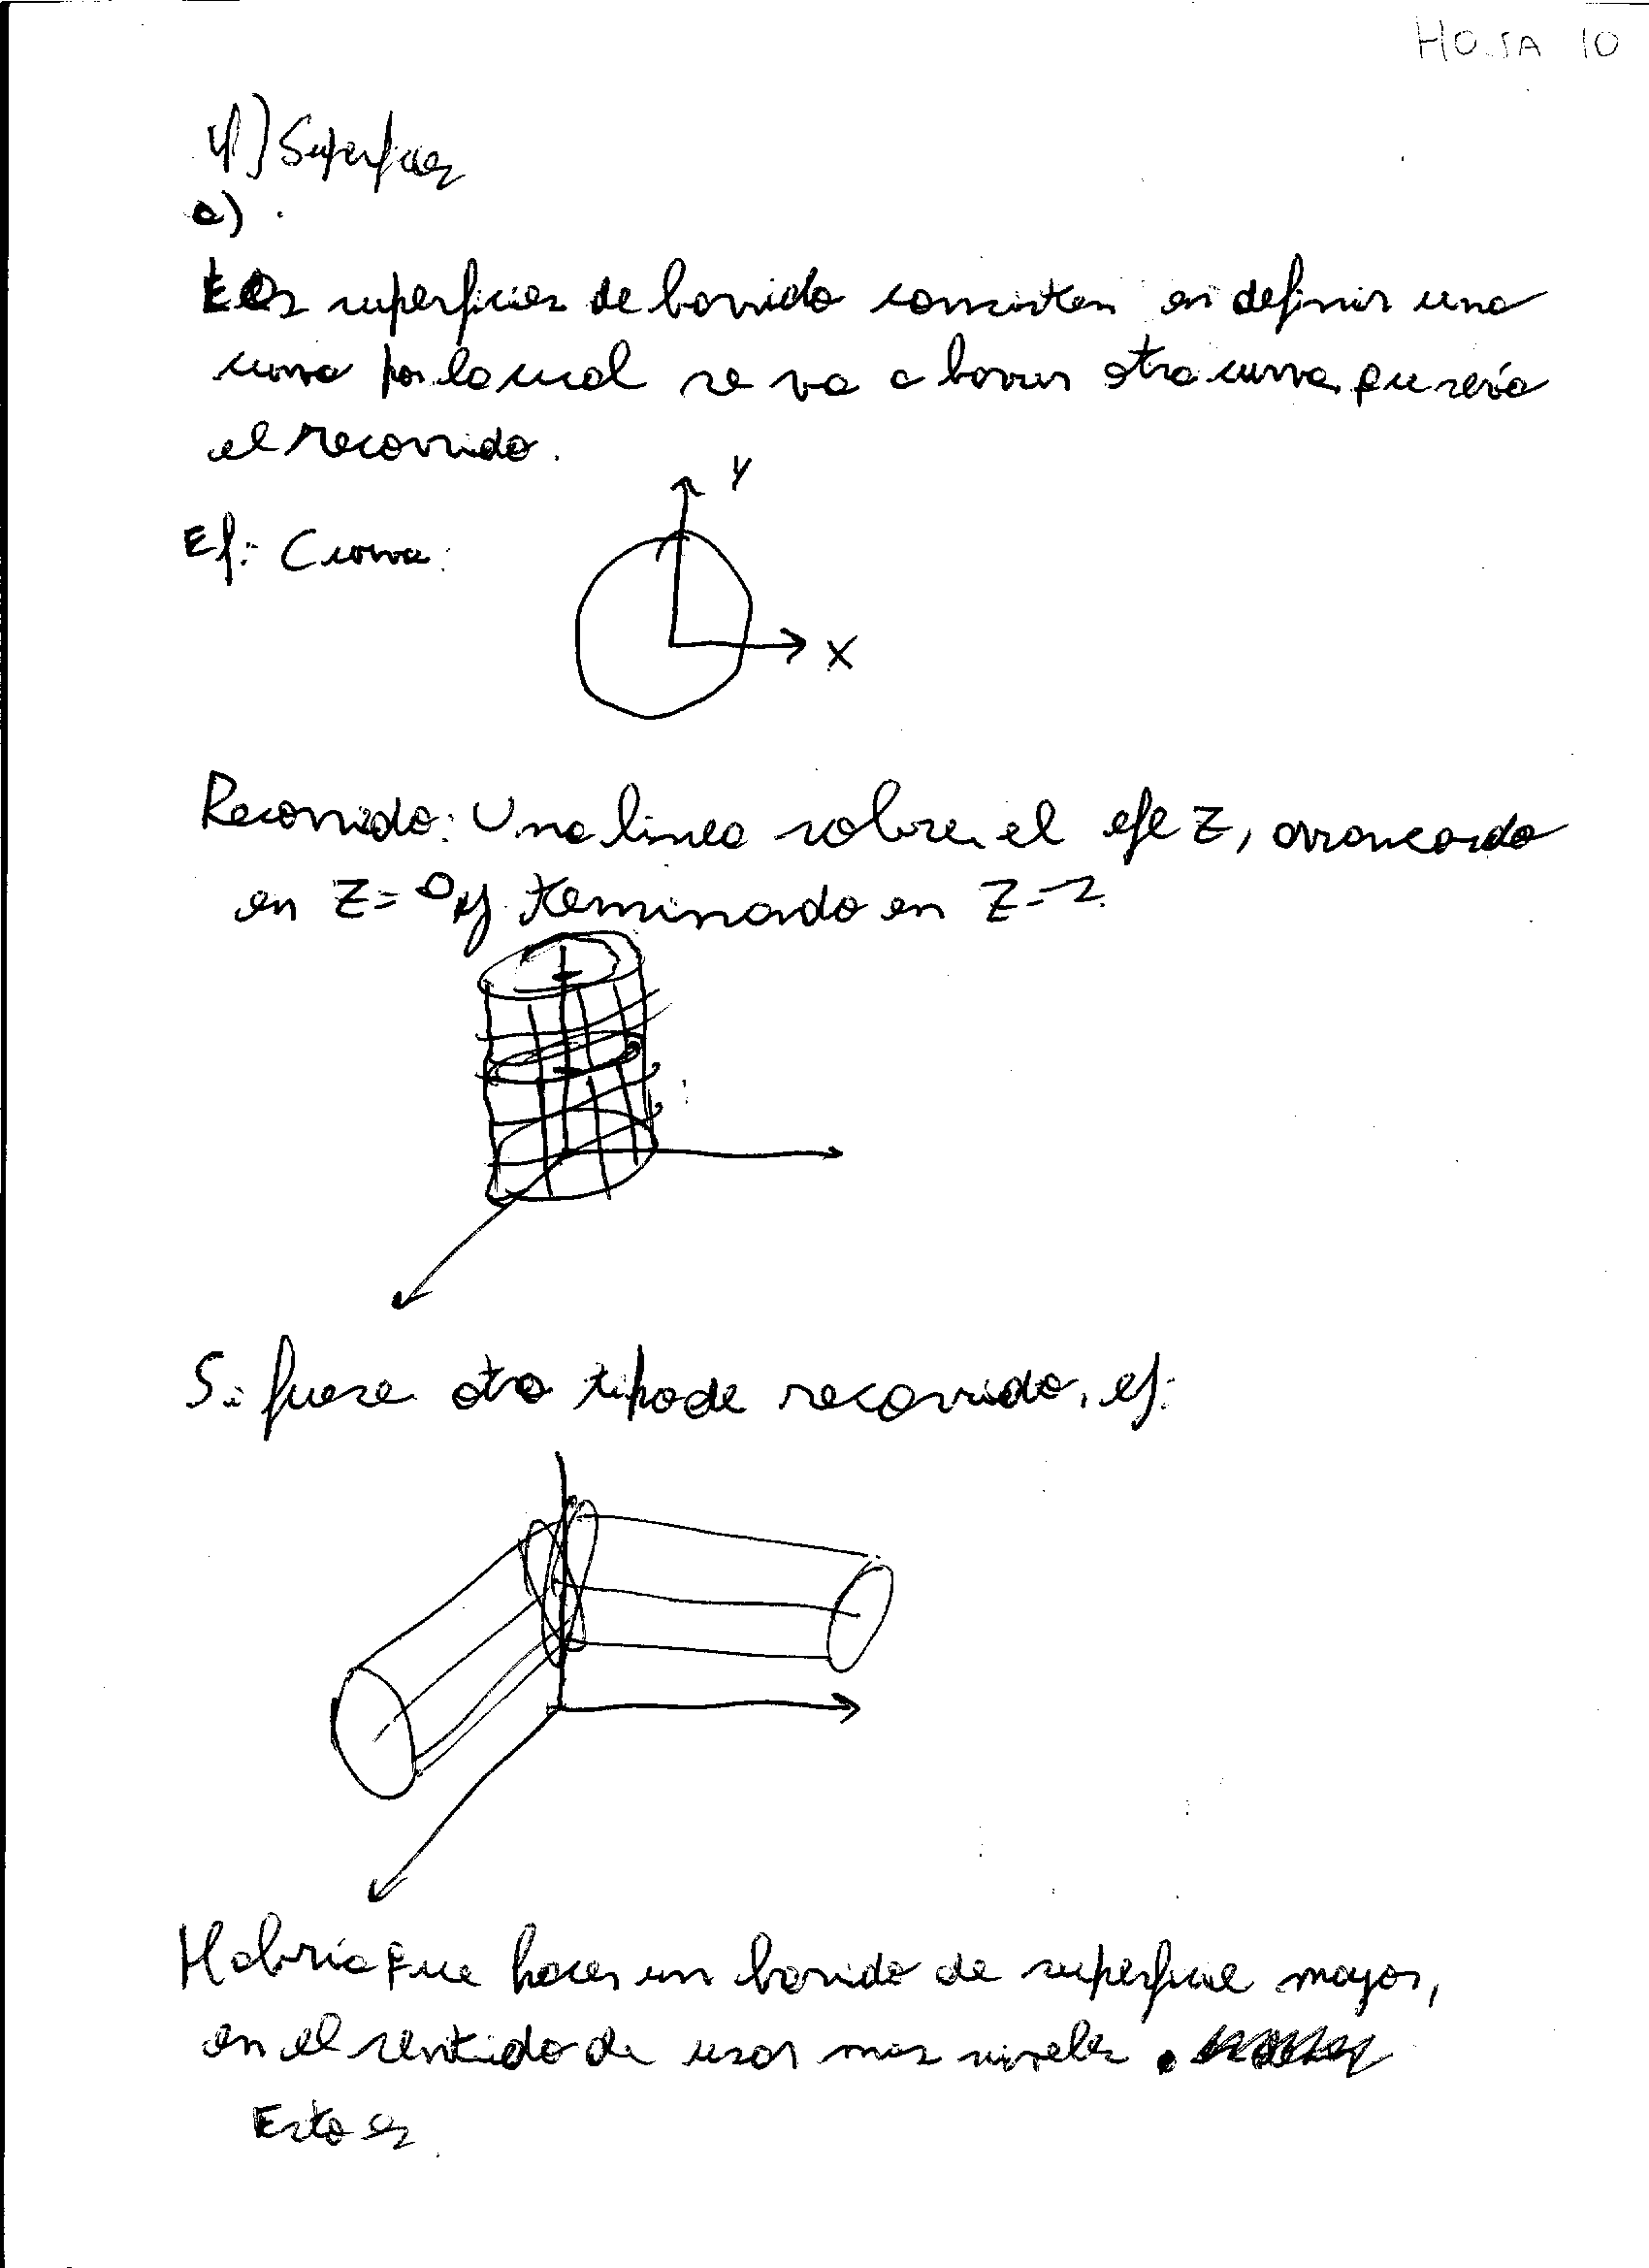 HOJA 10
4) Superficies
a)
Las superficies de barrido consisten en definir una
curva por la cual se va a barrer otra curva, que sería
el recorrido.
Ej: Curva:
Y
X
Recorrido: Una linea sobre el eje Z, arrancando
en Z=0 y terminando en Z=2.
Si fuese otro tipo de recorrido, ej:
Habría que hacer un barrido de superficie mayor,
en el sentido de usar mas niveles.
Esto es